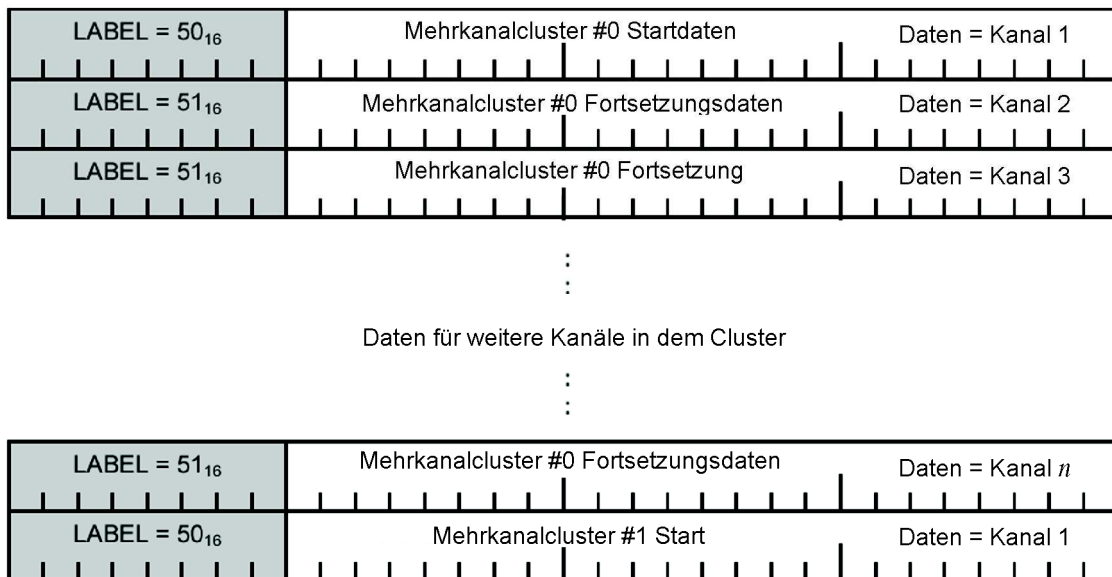 LABEL = 50₁₆ Mehrkanalcluster #0 Startdaten Daten = Kanal 1
LABEL = 51₁₆ Mehrkanalcluster #0 Fortsetzungsdaten Daten = Kanal 2
LABEL = 51₁₆ Mehrkanalcluster #0 Fortsetzung Daten = Kanal 3
Daten für weitere Kanäle in dem Cluster
LABEL = 51₁₆ Mehrkanalcluster #0 Fortsetzungsdaten Daten = Kanal n
LABEL = 50₁₆ Mehrkanalcluster #1 Start Daten = Kanal 1